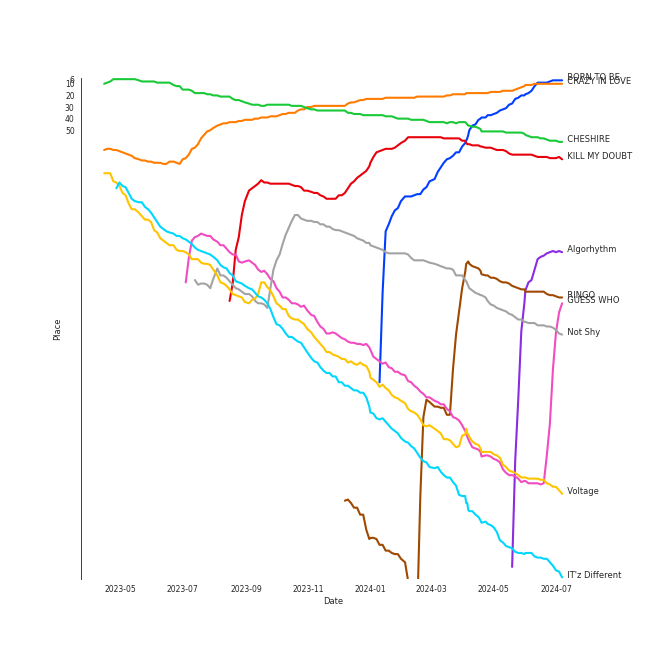 6
10
20
30
40
50
Place
BORN TO BE
CRAZY IN LOVE
CHESHIRE
KILL MY DOUBT
Algorhythm
BINGO
GUESS WHO
Not Shy
Voltage
IT'z Different
2023-05 2023-07 2023-09 2023-11 2024-01 2024-03 2024-05 2024-07
Date